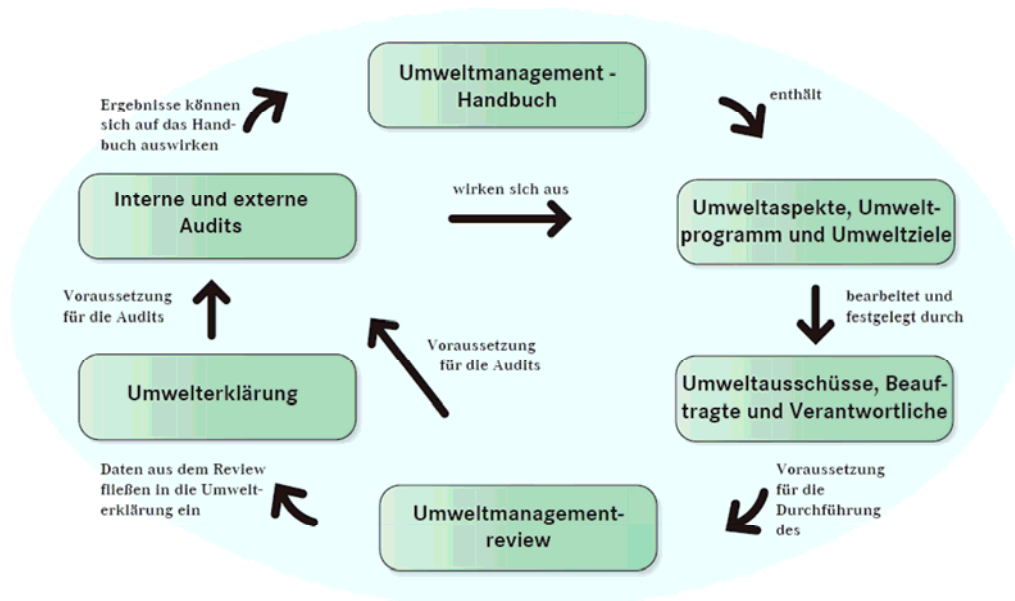 Umweltmanagement -
Handbuch
enthält
Ergebnisse können
sich auf das Hand-
buch auswirken
Interne und externe
Audits
wirken sich aus
Umweltaspekte, Umwelt-
programm und Umweltziele
Voraussetzung
für die Audits
bearbeitet und
festgelegt durch
Voraussetzung
für die Audits
Umwelterklärung
Umweltausschüsse, Beauf-
tragte und Verantwortliche
Daten aus dem Review
fließen in die Umwelt-
erklärung ein
Umweltmanagement-
review
Voraussetzung
für die
Durchführung
des